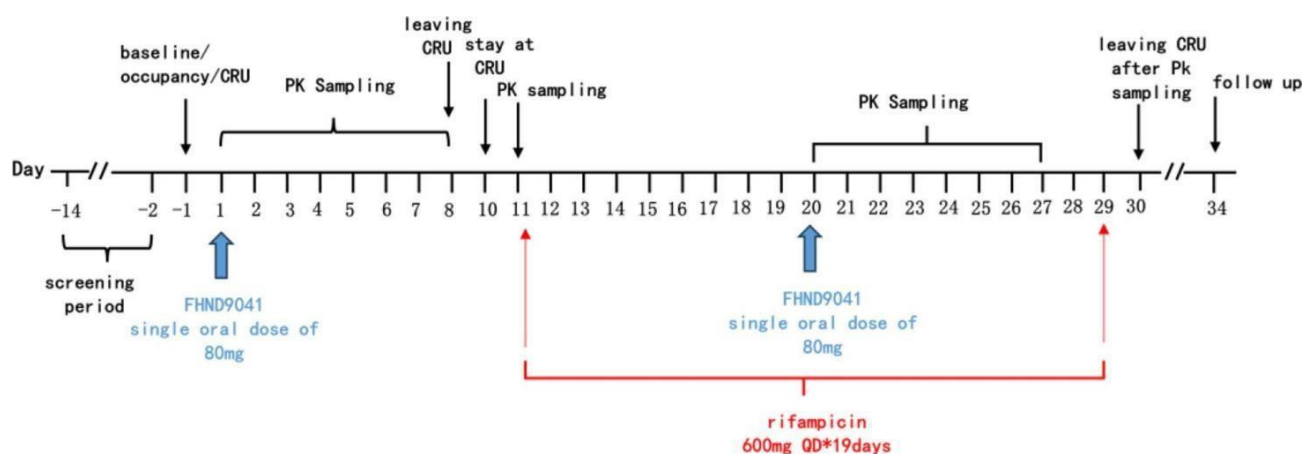 leaving
CRU
stay at
CRU
baseline/
occupancy/CRU
PK Sampling
PK sampling
PK Sampling
leaving CRU
after Pk
sampling
follow up
Day
-14 -2 -1 1 2 3 4 5 6 7 8 10 11 12 13 14 15 16 17 18 19 20 21 22 23 24 25 26 27 28 29 30 34
screening
period
FHND9041
single oral dose of
80mg
FHND9041
single oral dose of
80mg
rifampicin
600mg QD*19days